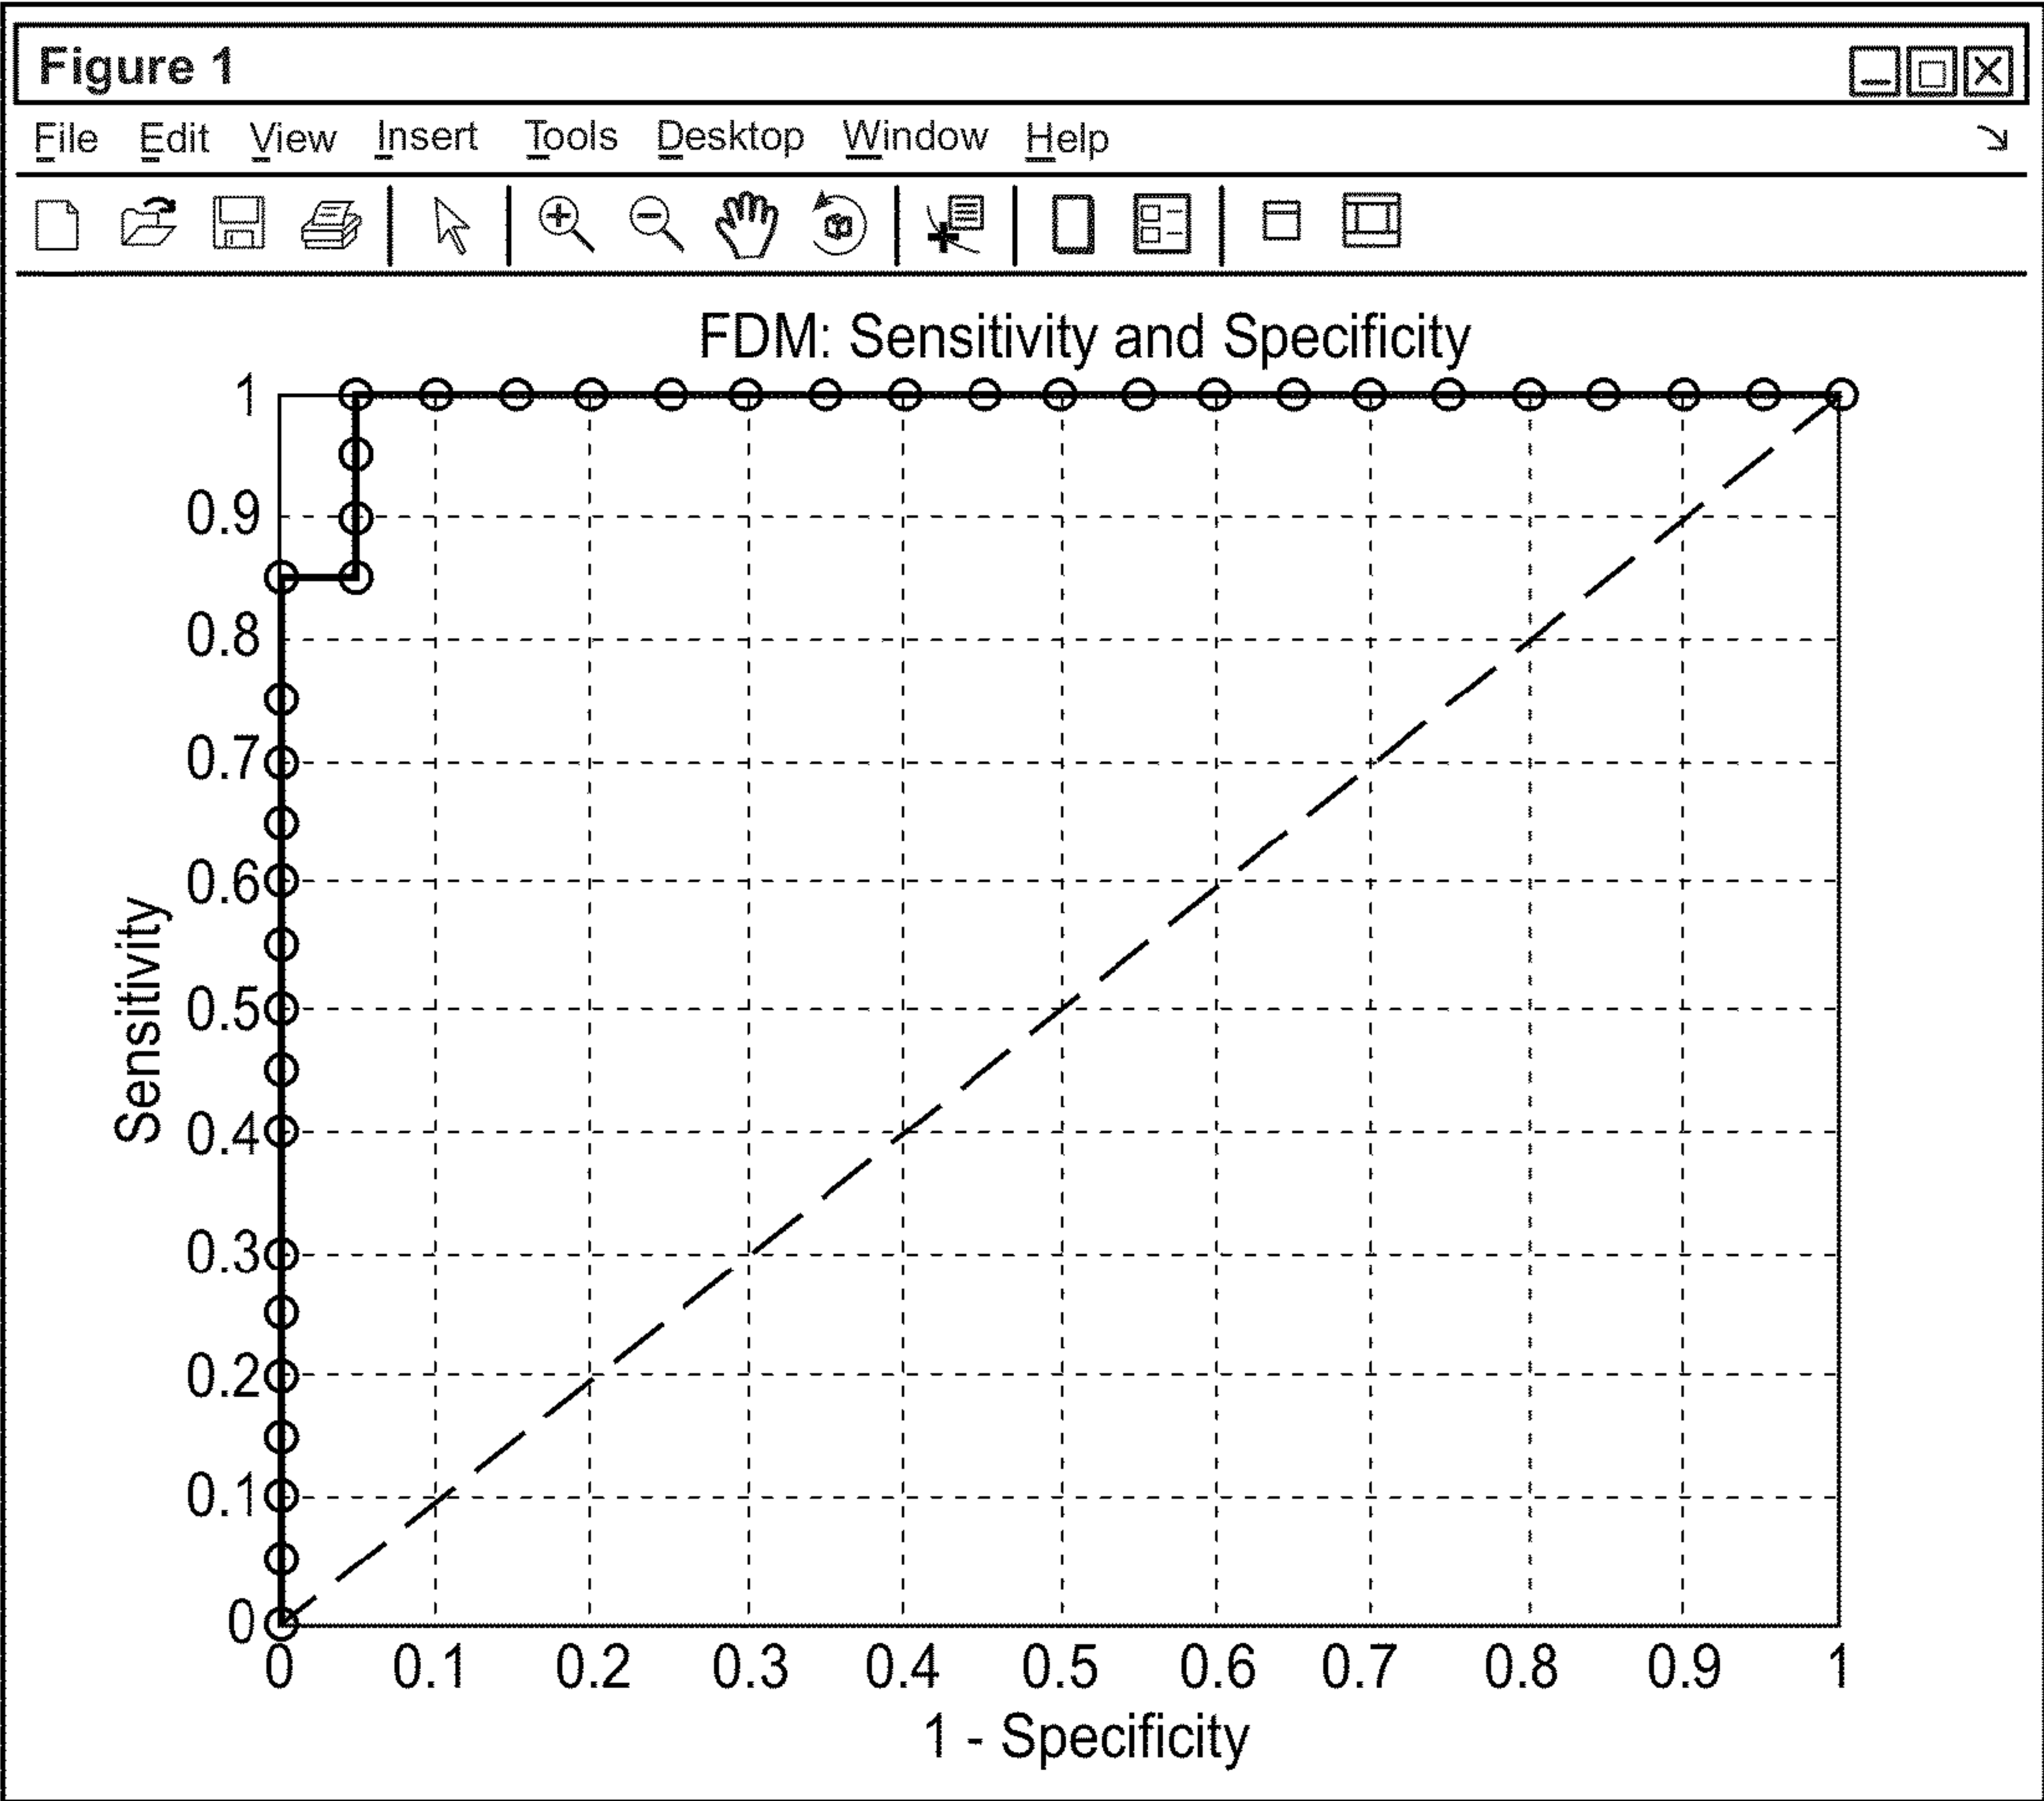 Figure 1
File Edit View Insert Tools Desktop Window Help
FDM: Sensitivity and Specificity
1
0.9
0.8
0.7
0.6
0.5
0.4
0.3
0.2
0.1
0
Sensitivity
0 0.1 0.2 0.3 0.4 0.5 0.6 0.7 0.8 0.9 1
1 - Specificity